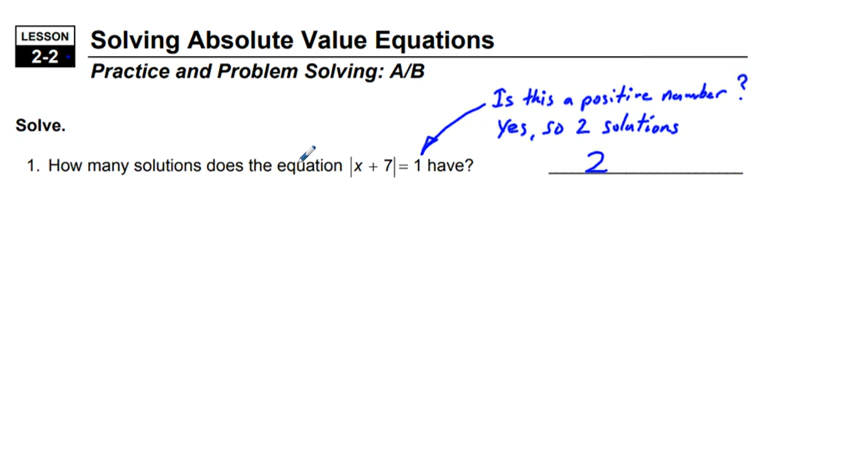 LESSON
2-2
Solving Absolute Value Equations
Practice and Problem Solving: A/B
Is this a positive number?
Yes, so 2 solutions
Solve.
1. How many solutions does the equation |x + 7| = 1 have?
2